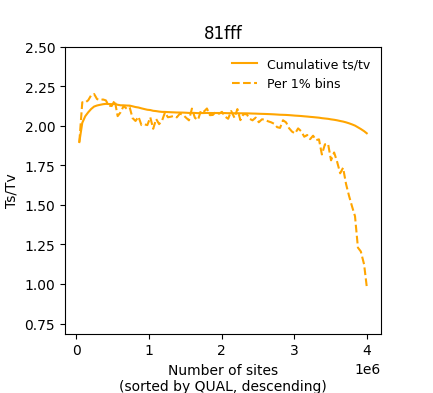 81fff
2.50
2.25
2.00
1.75
1.50
1.25
1.00
0.75
Ts/Tv
Cumulative ts/tv
Per 1% bins
0 1 2 3 4
1e6
Number of sites
(sorted by QUAL, descending)